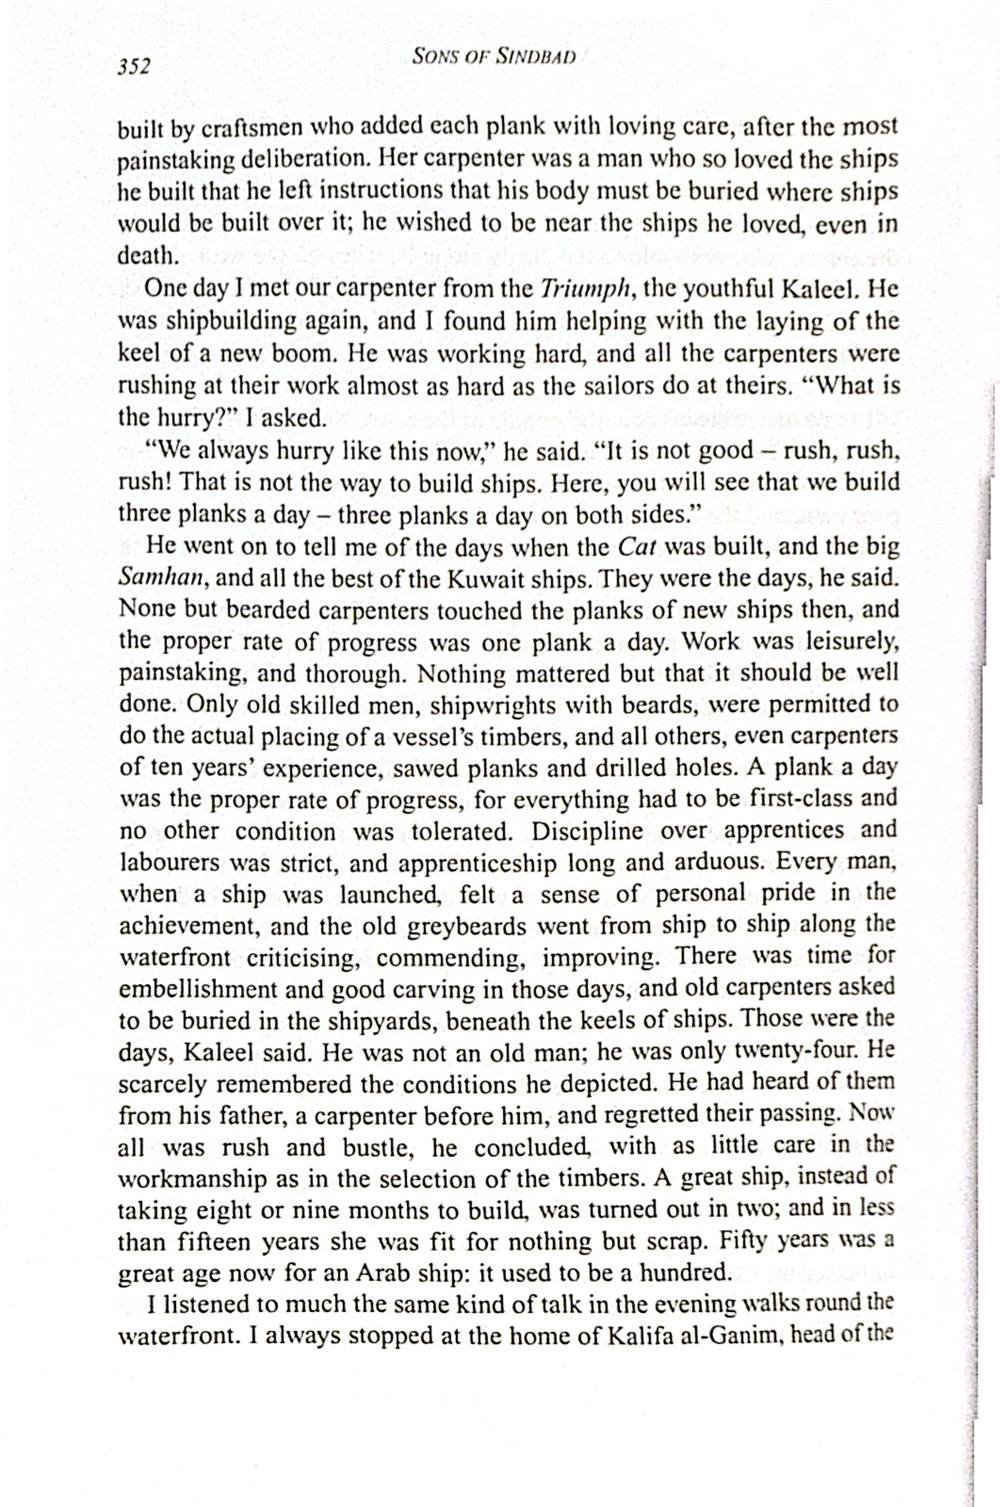 352
SONS OF SINDBAD
built by craftsmen who added each plank with loving care, after the most
painstaking deliberation. Her carpenter was a man who so loved the ships
he built that he left instructions that his body must be buried where ships
would be built over it; he wished to be near the ships he loved, even in
death.
One day I met our carpenter from the Triumph, the youthful Kaleel. He
was shipbuilding again, and I found him helping with the laying of the
keel of a new boom. He was working hard, and all the carpenters were
rushing at their work almost as hard as the sailors do at theirs. “What is
the hurry?” I asked.
“We always hurry like this now,” he said. “It is not good – rush, rush,
rush! That is not the way to build ships. Here, you will see that we build
three planks a day – three planks a day on both sides.”
He went on to tell me of the days when the Cat was built, and the big
Samhan, and all the best of the Kuwait ships. They were the days, he said.
None but bearded carpenters touched the planks of new ships then, and
the proper rate of progress was one plank a day. Work was leisurely,
painstaking, and thorough. Nothing mattered but that it should be well
done. Only old skilled men, shipwrights with beards, were permitted to
do the actual placing of a vessel’s timbers, and all others, even carpenters
of ten years’ experience, sawed planks and drilled holes. A plank a day
was the proper rate of progress, for everything had to be first-class and
no other condition was tolerated. Discipline over apprentices and
labourers was strict, and apprenticeship long and arduous. Every man,
when a ship was launched, felt a sense of personal pride in the
achievement, and the old greybeards went from ship to ship along the
waterfront criticising, commending, improving. There was time for
embellishment and good carving in those days, and old carpenters asked
to be buried in the shipyards, beneath the keels of ships. Those were the
days, Kaleel said. He was not an old man; he was only twenty-four. He
scarcely remembered the conditions he depicted. He had heard of them
from his father, a carpenter before him, and regretted their passing. Now
all was rush and bustle, he concluded, with as little care in the
workmanship as in the selection of the timbers. A great ship, instead of
taking eight or nine months to build, was turned out in two; and in less
than fifteen years she was fit for nothing but scrap. Fifty years was a
great age now for an Arab ship: it used to be a hundred.
I listened to much the same kind of talk in the evening walks round the
waterfront. I always stopped at the home of Kalifa al-Ganim, head of the